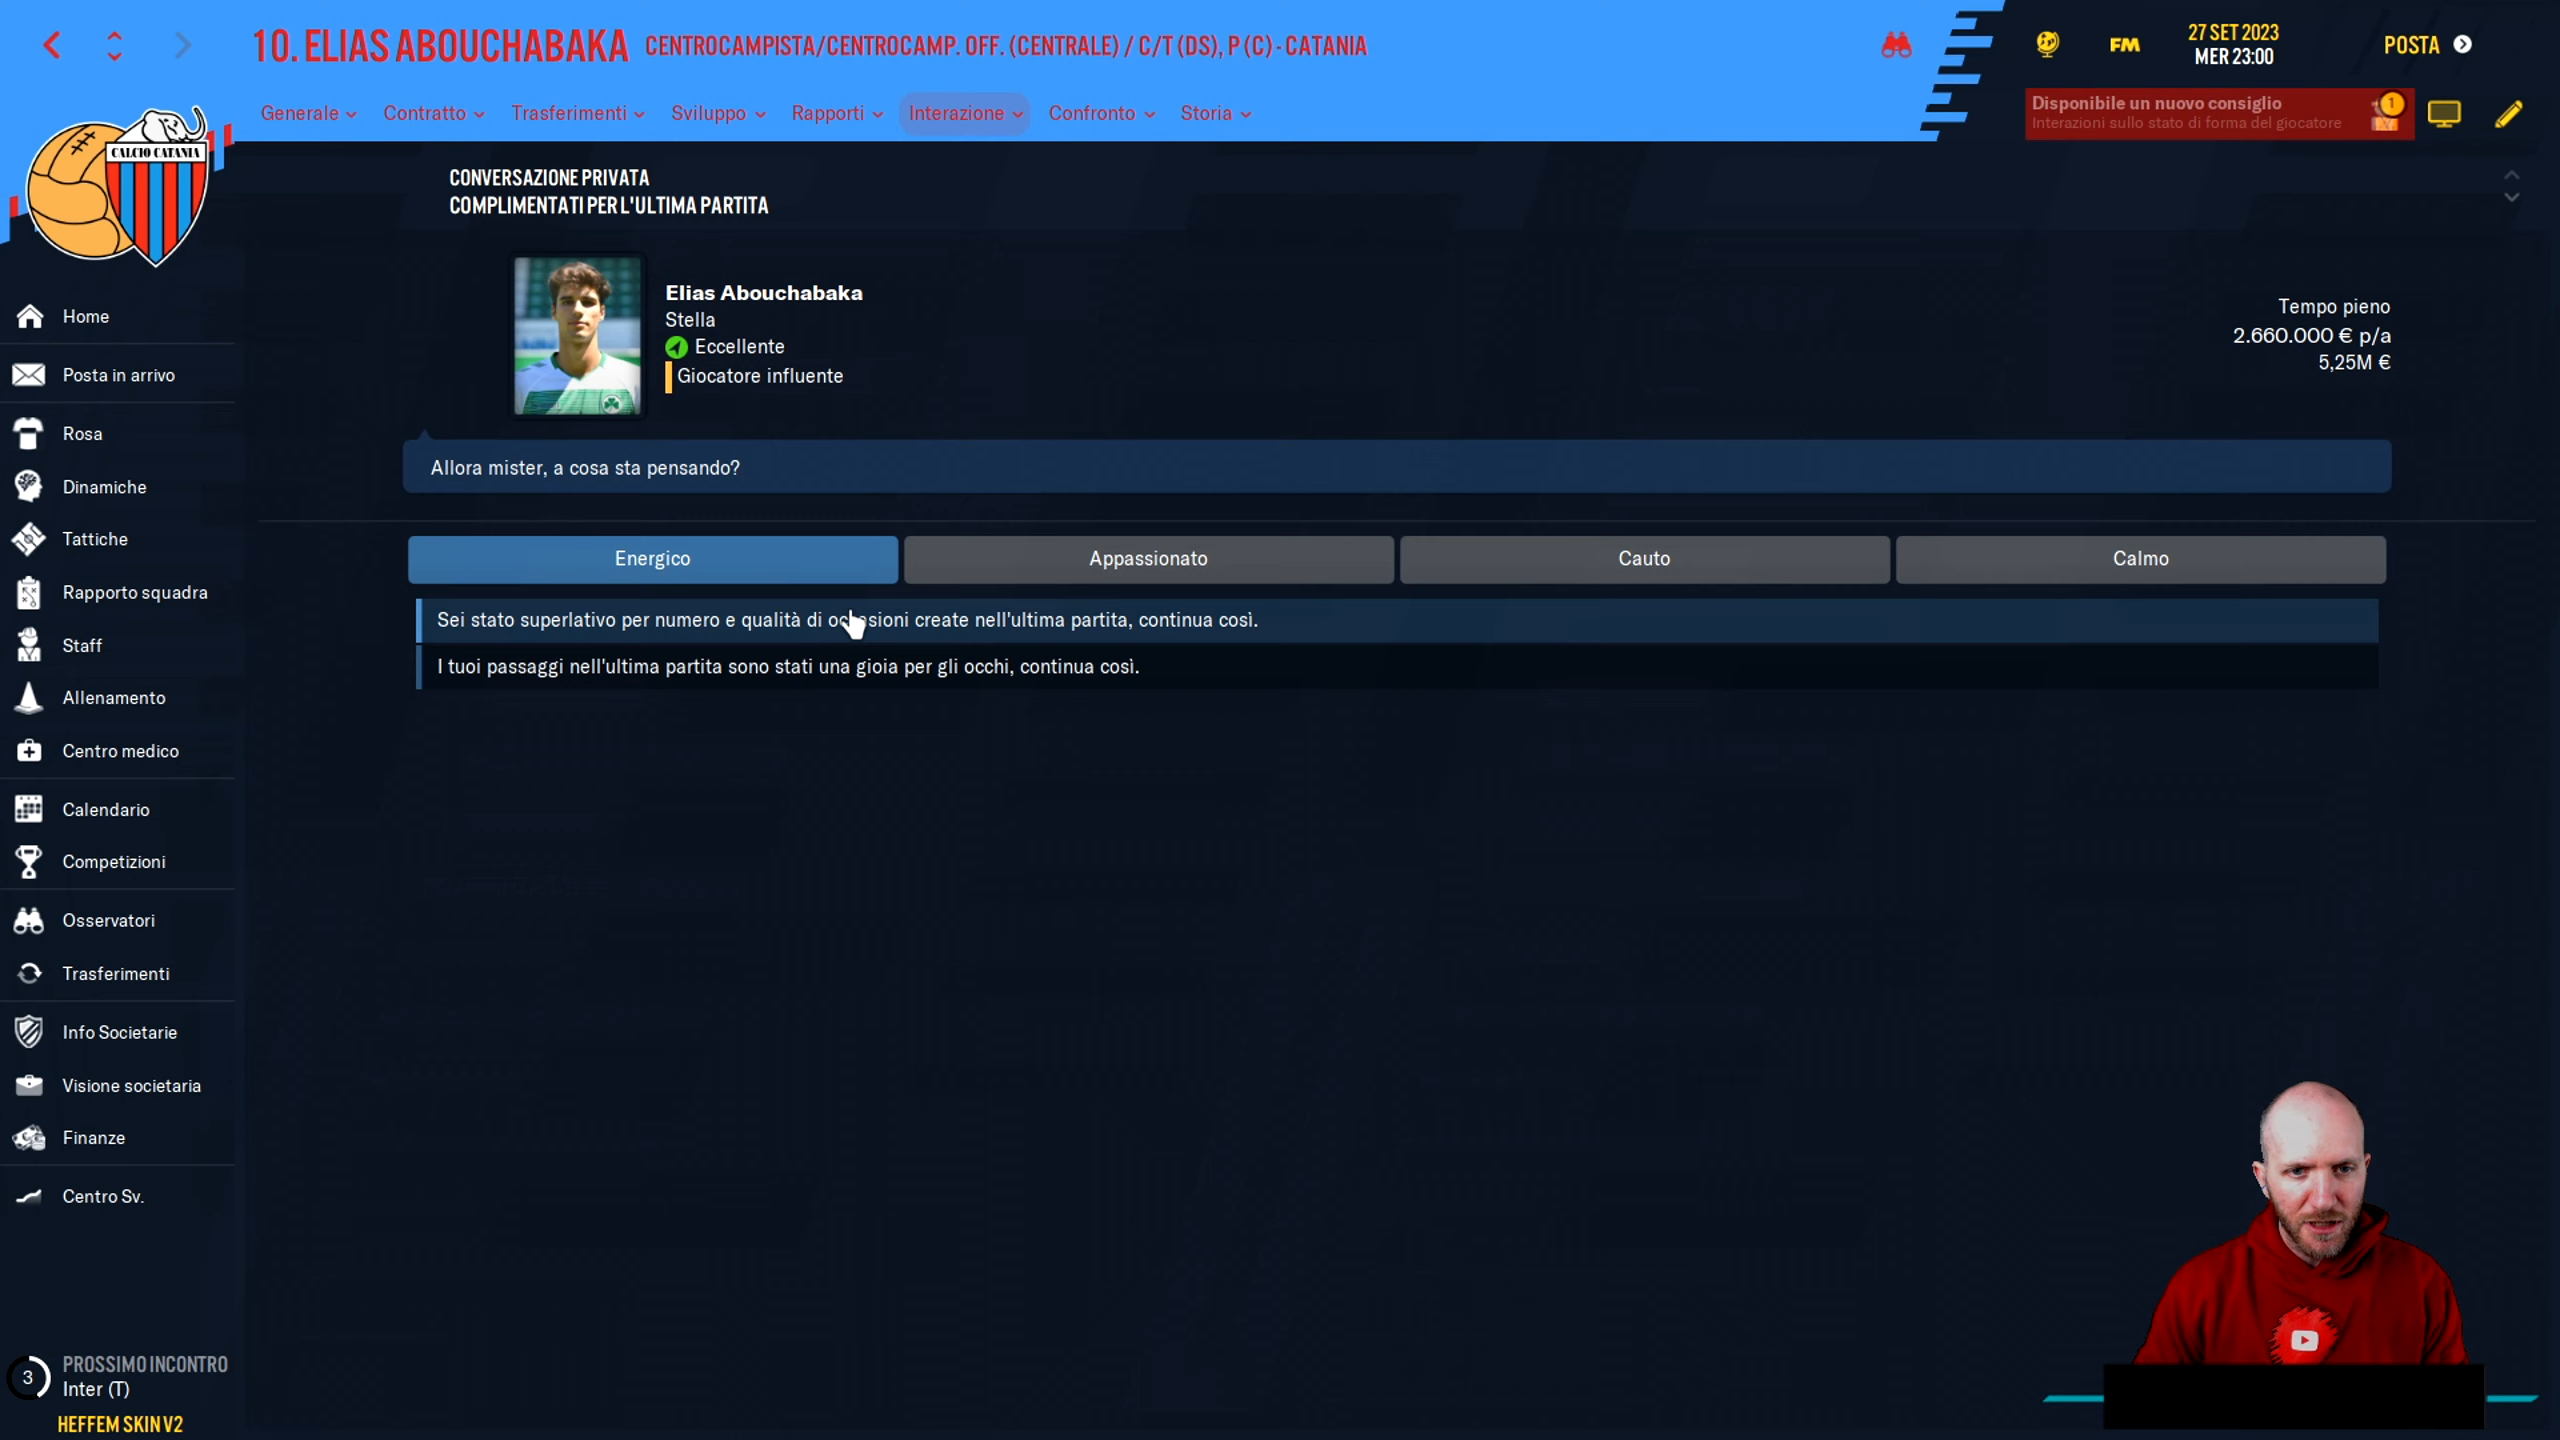 10. ELIAS ABOUCHABAKA CENTROCAMPISTA/CENTROCAMP. OFF. (CENTRALE) / C/T (DS), P (C) - CATANIA
FM
27 SET 2023
MER 23:00
POSTA
Generale Contratto Trasferimenti Sviluppo Rapporti Interazione Confronto Storia
Disponibile un nuovo consiglio
Interazioni sullo stato di forma del giocatore
1
CALCIO CATANIA
CONVERSAZIONE PRIVATA
COMPLIMENTATI PER L'ULTIMA PARTITA
Elias Abouchabaka
Stella
Eccellente
Giocatore influente
Tempo pieno
2.660.000 € p/a
5,25M €
Allora mister, a cosa sta pensando?
Energico Appassionato Cauto Calmo
Sei stato superlativo per numero e qualità di occasioni create nell'ultima partita, continua così.
I tuoi passaggi nell'ultima partita sono stati una gioia per gli occhi, continua così.
Home
Posta in arrivo
Rosa
Dinamiche
Tattiche
Rapporto squadra
Staff
Allenamento
Centro medico
Calendario
Competizioni
Osservatori
Trasferimenti
Info Societarie
Visione societaria
Finanze
Centro Sv.
3
PROSSIMO INCONTRO
Inter (T)
HEFFEM SKIN V2